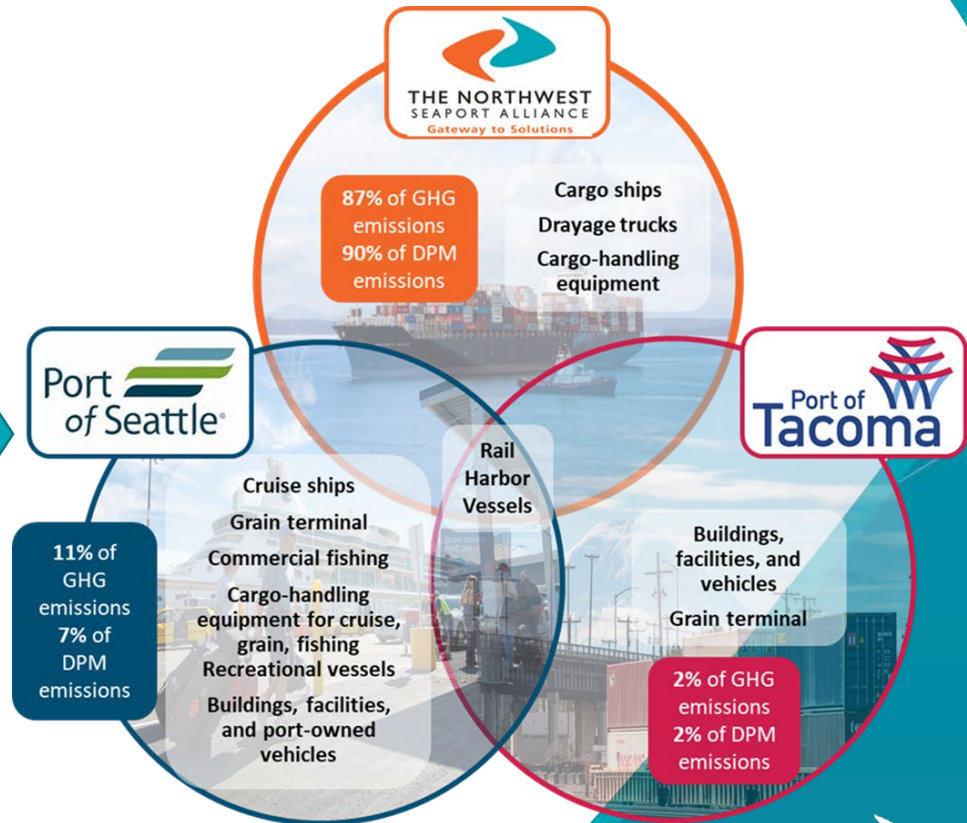 THE NORTHWEST
SEAPORT ALLIANCE
Gateway to Solutions
87% of GHG
emissions
90% of DPM
emissions
Cargo ships
Drayage trucks
Cargo-handling
equipment
Port
of Seattle®
Port of
Tacoma
Rail
Harbor
Vessels
11% of
GHG
emissions
7% of
DPM
emissions
Cruise ships
Grain terminal
Commercial fishing
Cargo-handling
equipment for cruise,
grain, fishing
Recreational vessels
Buildings, facilities,
and port-owned
vehicles
Buildings,
facilities, and
vehicles
Grain terminal
2% of GHG
emissions
2% of DPM
emissions